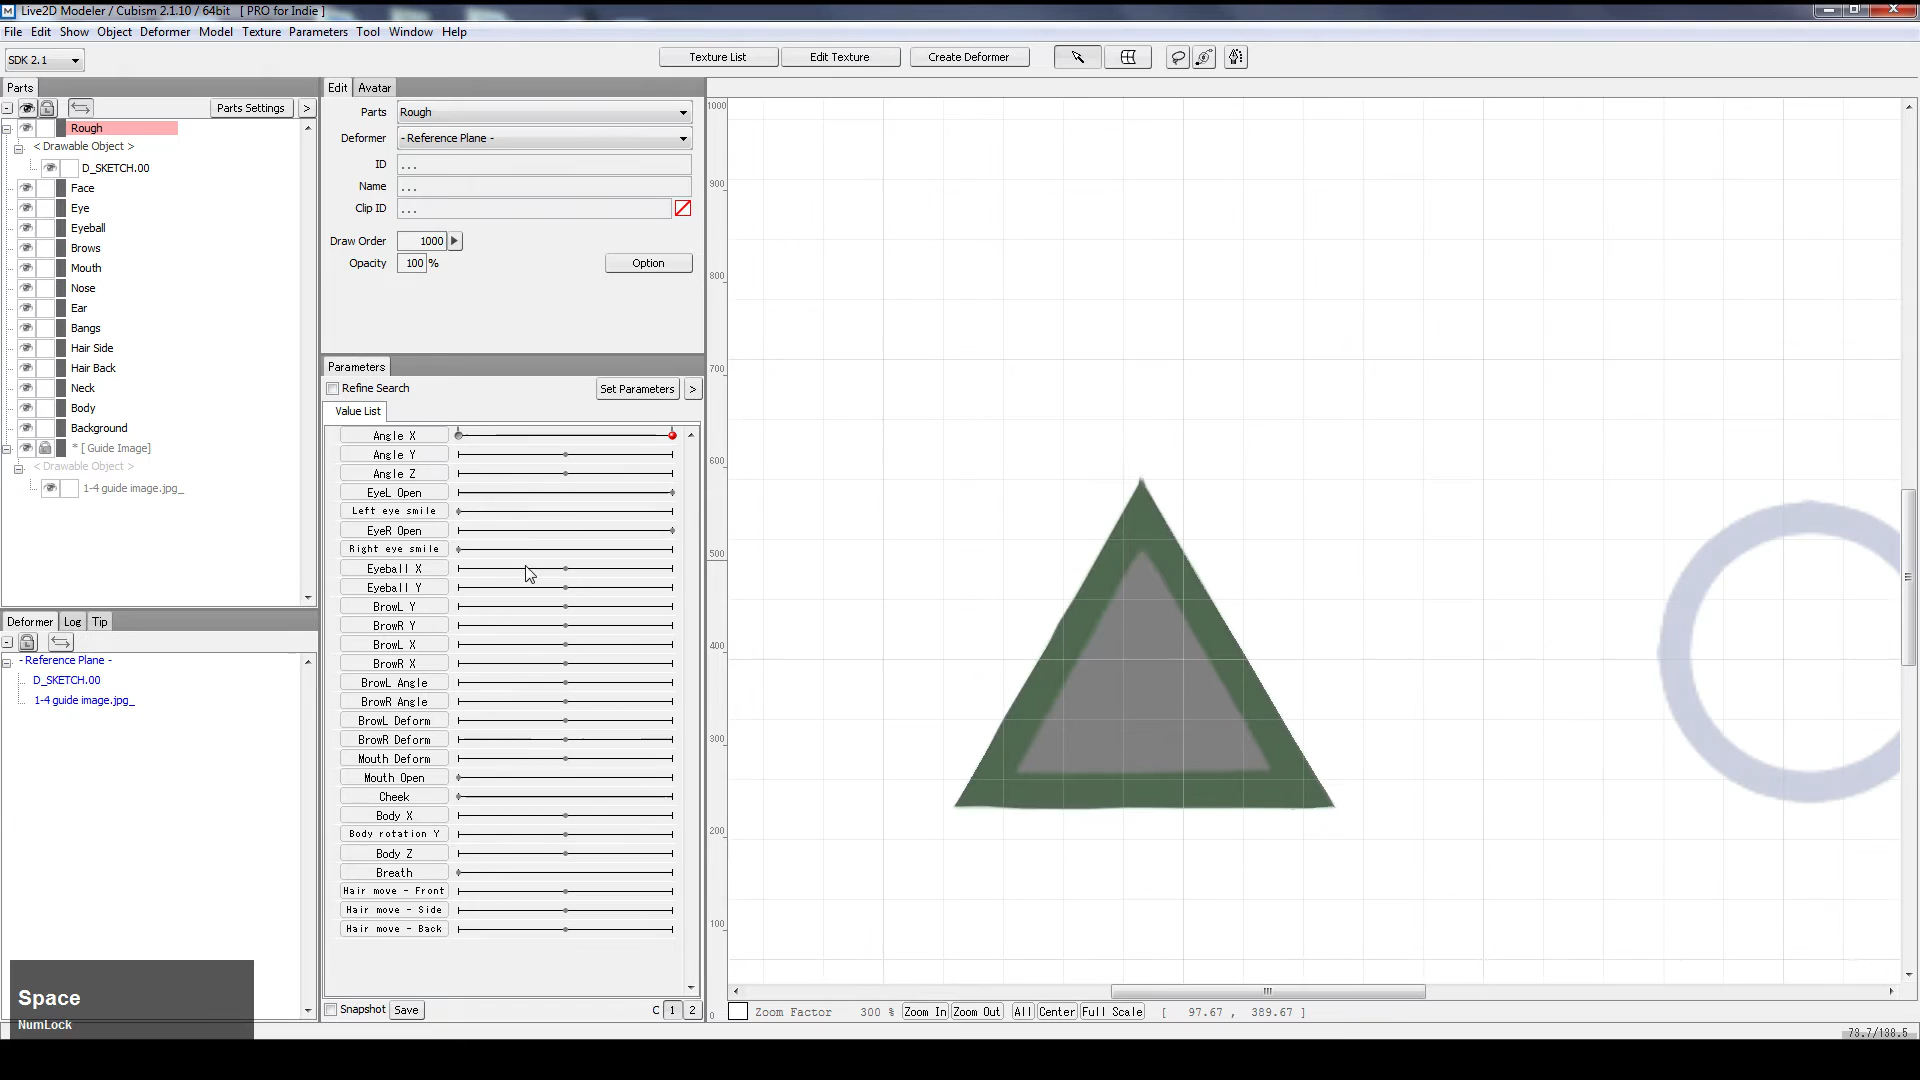 Live2D Modeler / Cubism 2.1.10 / 64bit   [ PRO for Indie ]
File Edit Show Object Deformer Model Texture Parameters Tool Window Help
SDK 2.1
Texture List
Edit Texture
Create Deformer
Parts
Parts Settings
>
Rough
< Drawable Object >
D_SKETCH.00
Face
Eye
Eyeball
Brows
Mouth
Nose
Ear
Bangs
Hair Side
Hair Back
Neck
Body
Background
* [ Guide Image]
< Drawable Object >
1-4 guide image.jpg_
Deformer Log Tip
- Reference Plane -
D_SKETCH.00
1-4 guide image.jpg_
Space
NumLock
Edit Avatar
Parts Rough
Deformer - Reference Plane -
ID ...
Name ...
Clip ID ...
Draw Order 1000
Opacity 100 %
Option
Parameters
Refine Search
Set Parameters
>
Value List
Angle X
Angle Y
Angle Z
EyeL Open
Left eye smile
EyeR Open
Right eye smile
Eyeball X
Eyeball Y
BrowL Y
BrowR Y
BrowL X
BrowR X
BrowL Angle
BrowR Angle
BrowL Deform
BrowR Deform
Mouth Deform
Mouth Open
Cheek
Body X
Body rotation Y
Body Z
Breath
Hair move - Front
Hair move - Side
Hair move - Back
Snapshot Save C 1 2
1000
900
800
700
600
500
400
300
200
100
0
Zoom Factor 300 % Zoom In Zoom Out All Center Full Scale [ 97.67 , 389.67 ]
73.7/138.5